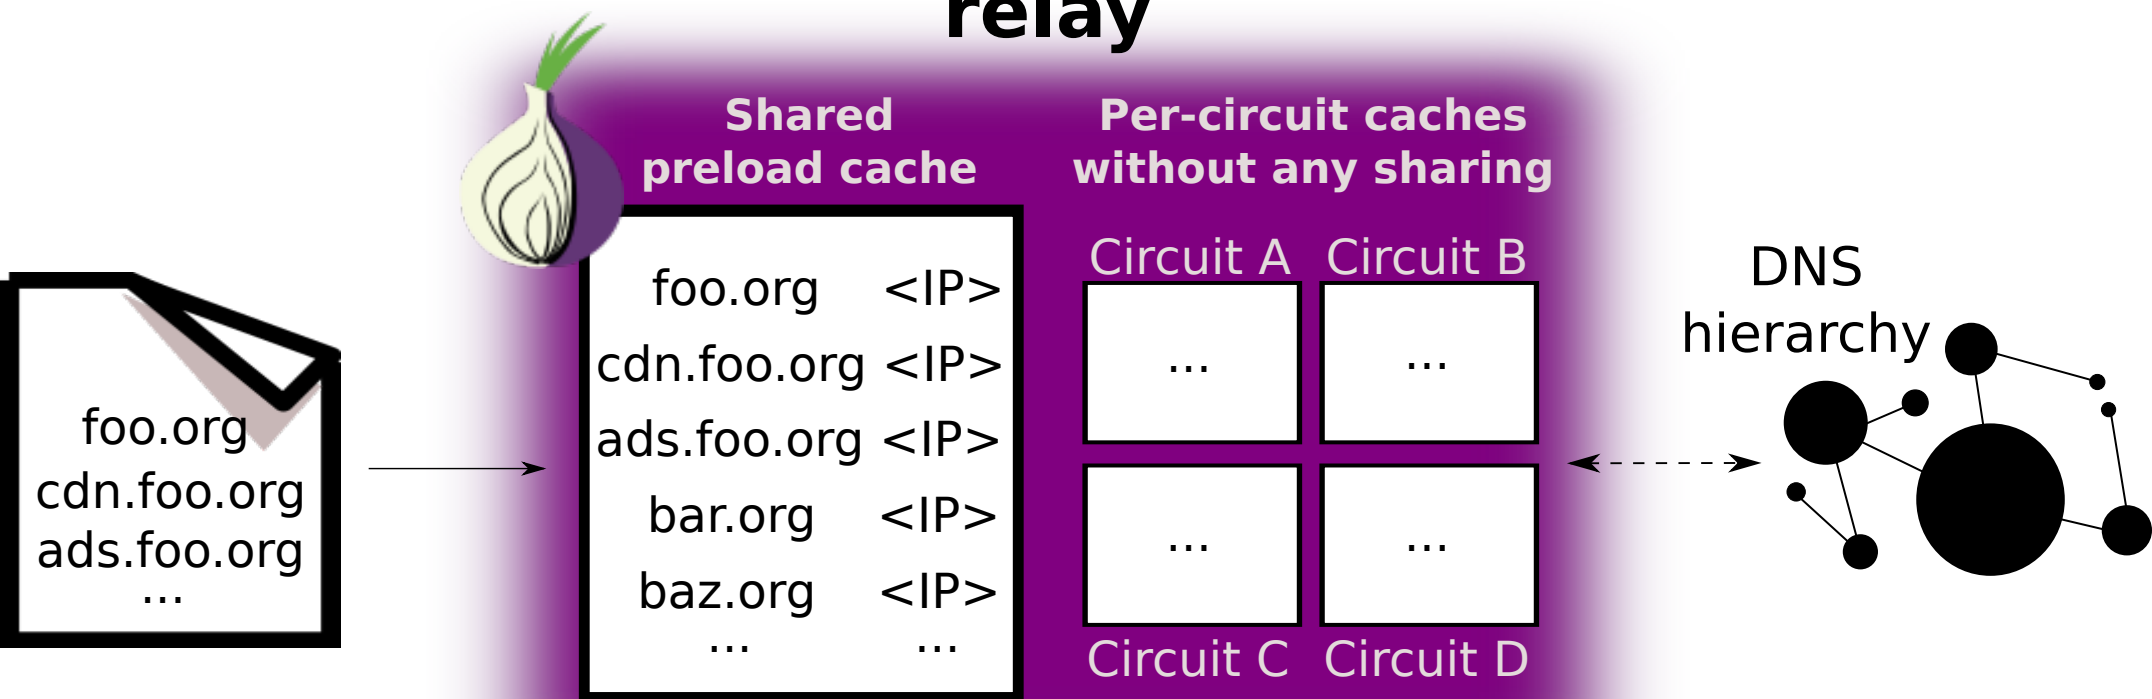 relay
Shared
preload cache
Per-circuit caches
without any sharing
foo.org
cdn.foo.org
ads.foo.org
...
foo.org <IP>
cdn.foo.org <IP>
ads.foo.org <IP>
bar.org <IP>
baz.org <IP>
... ...
Circuit A
...
Circuit B
...
...
Circuit C
...
Circuit D
DNS
hierarchy